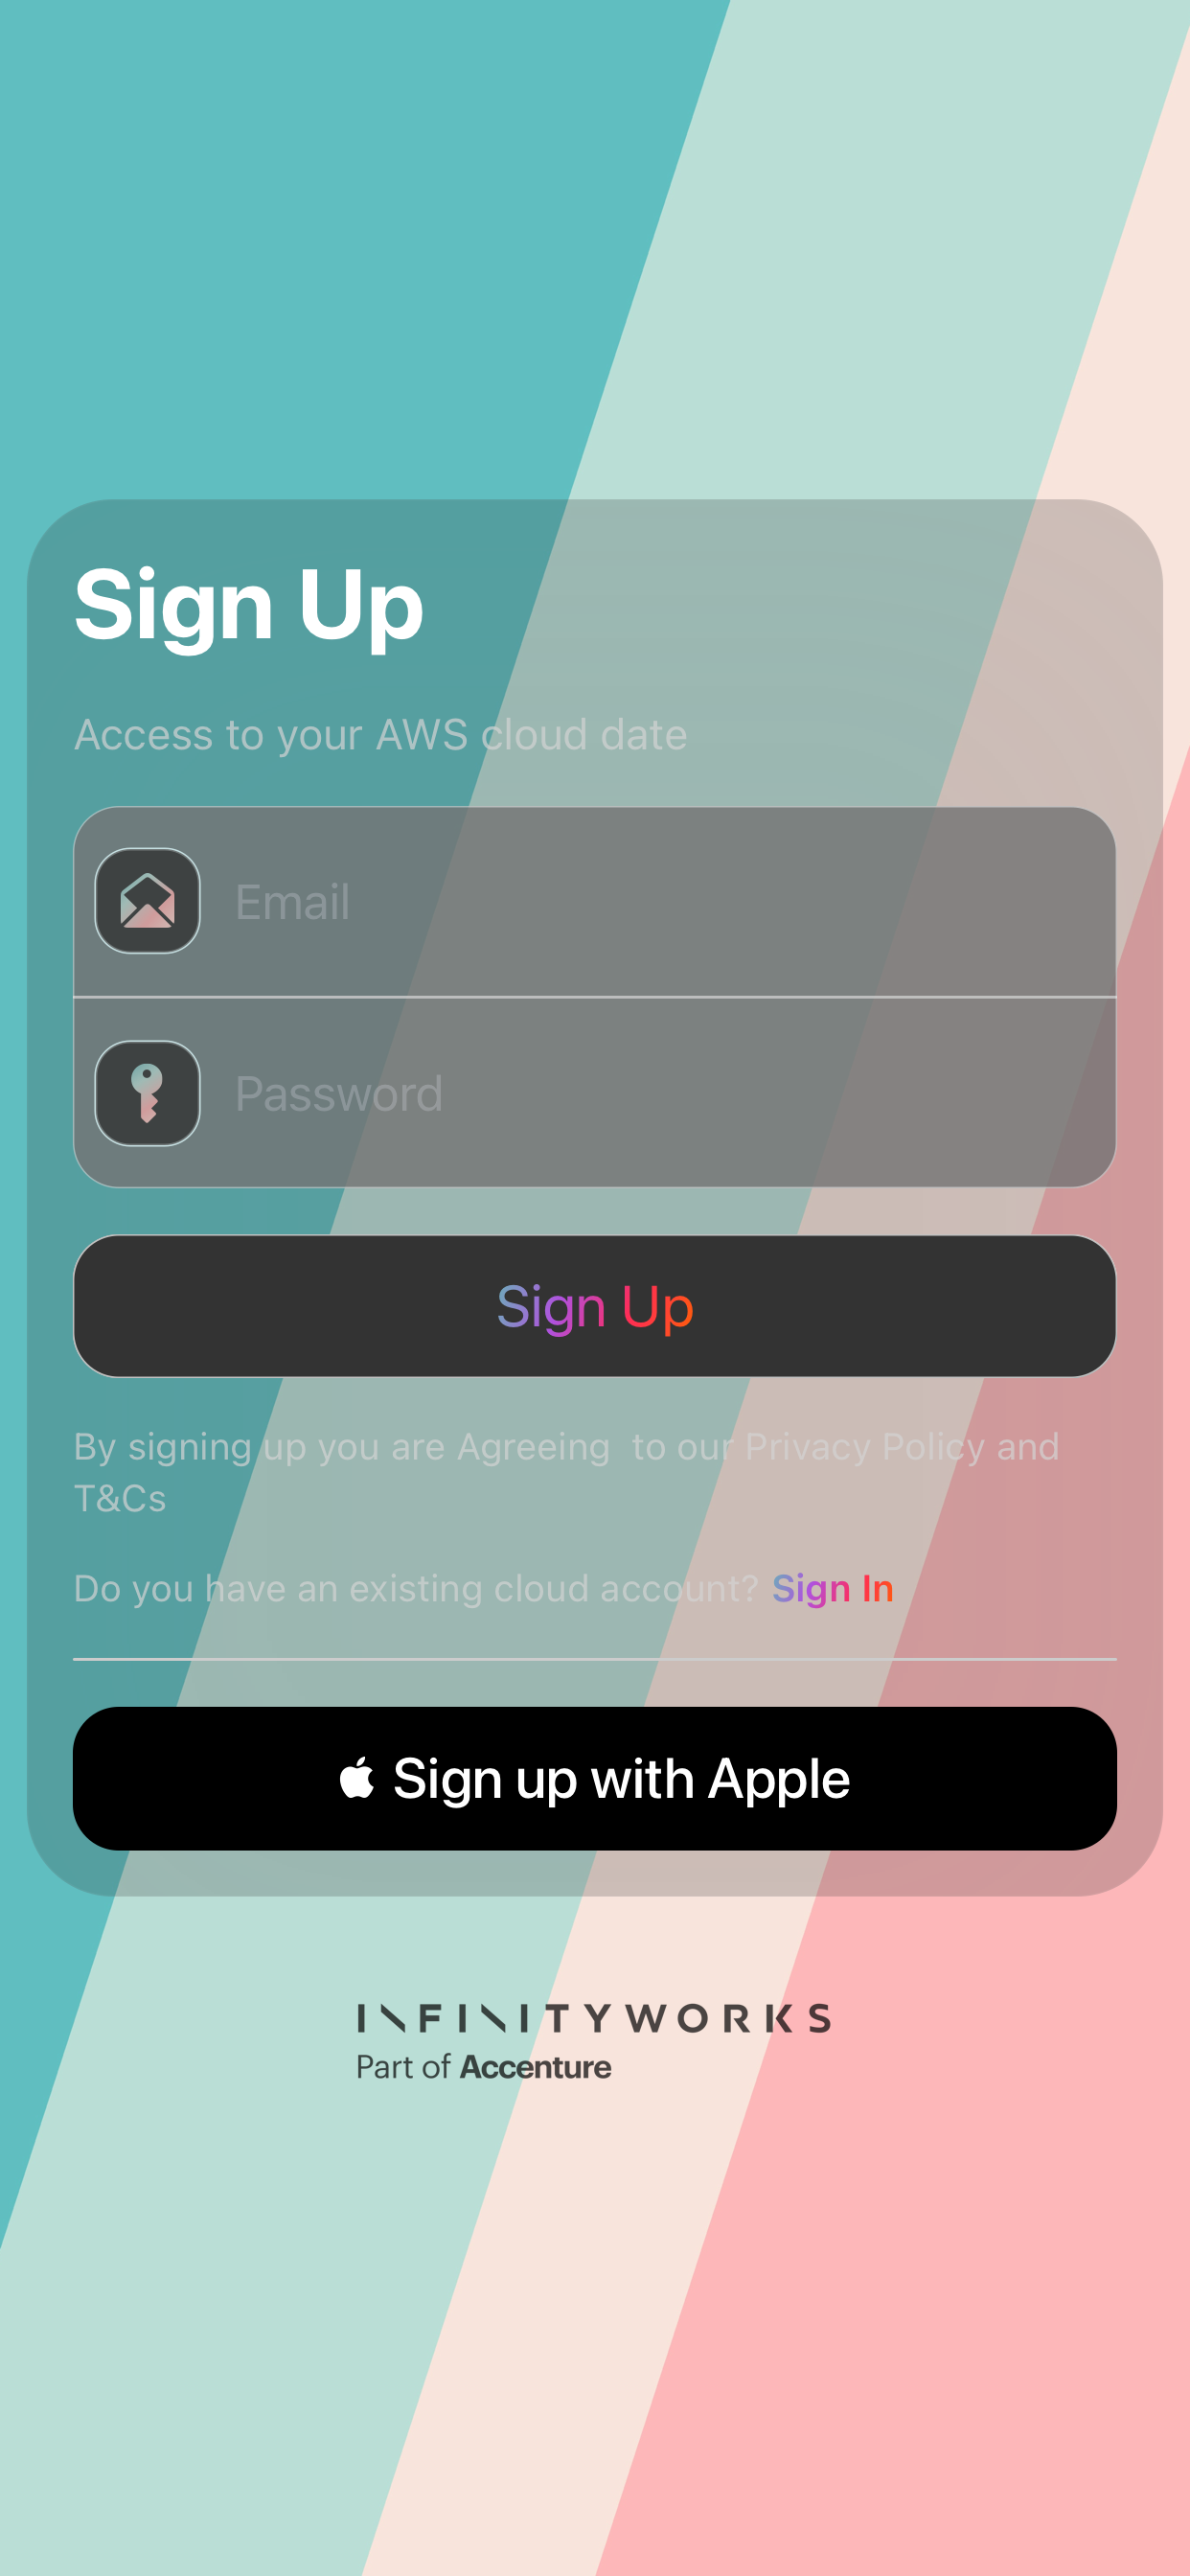 Sign Up
Access to your AWS cloud date
Email
Password
Sign Up
By signing up you are Agreeing  to our Privacy Policy and
T&Cs
Do you have an existing cloud account? Sign In
Sign up with Apple
INFINITYWORKS
Part of Accenture